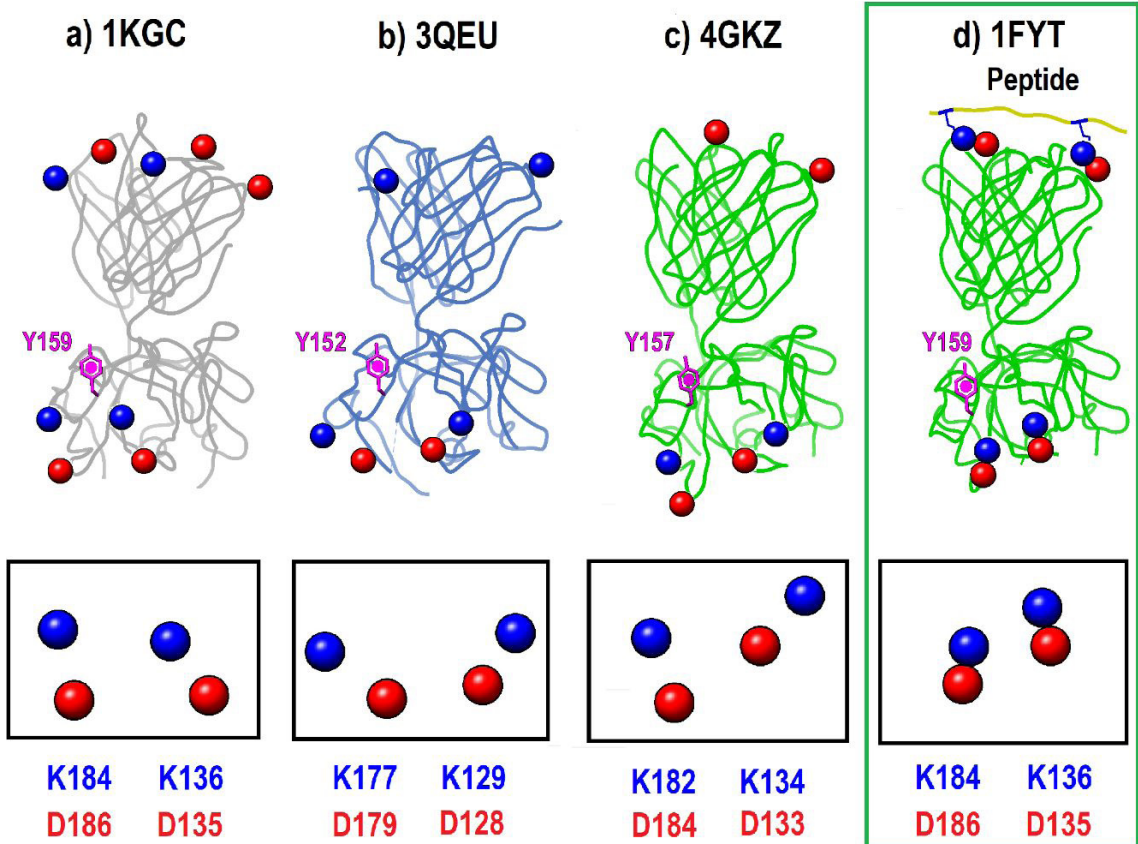 a) 1KGC
b) 3QEU
c) 4GKZ
d) 1FYT
Peptide
Y159
Y152
Y157
Y159
K184 K136
D186 D135
K177 K129
D179 D128
K182 K134
D184 D133
K184 K136
D186 D135